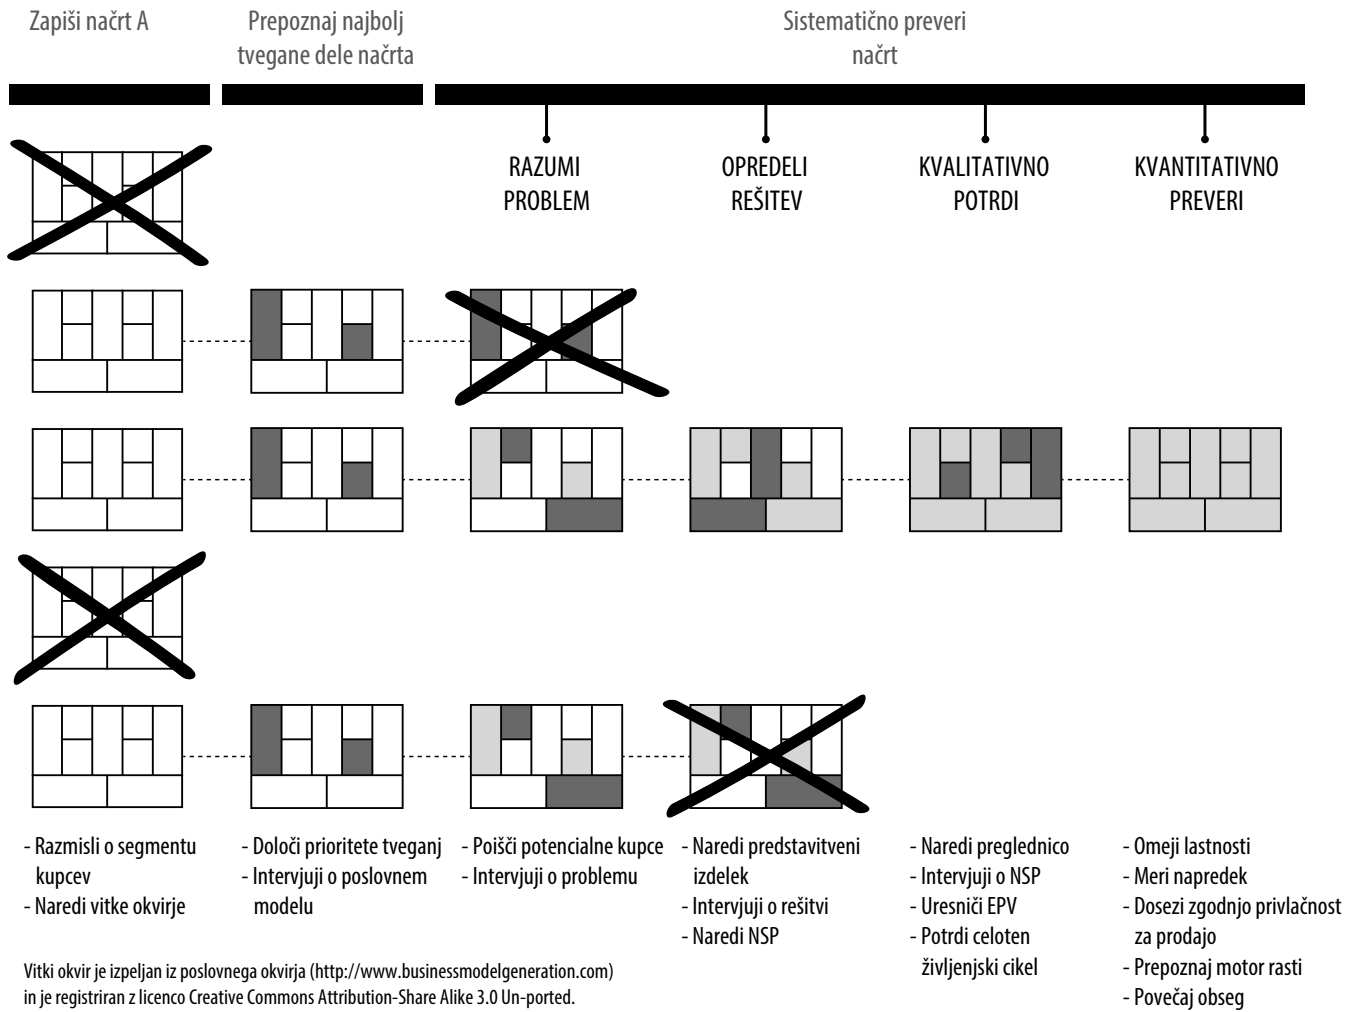 Zapiši načrt A
Prepoznaj najbolj
tvegane dele načrta
Sistematično preveri
načrt
RAZUMI
PROBLEM
OPREDELI
REŠITEV
KVALITATIVNO
POTRDI
KVANTITATIVNO
PREVERI
- Razmisli o segmentu
kupcev
- Naredi vitke okvirje
- Določi prioritete tveganj
- Intervjuji o poslovnem
modelu
- Poišči potencialne kupce
- Intervjuji o problemu
- Naredi predstavitveni
izdelek
- Intervjuji o rešitvi
- Naredi NSP
- Naredi preglednico
- Intervjuji o NSP
- Uresniči EPV
- Potrdi celoten
življenjski cikel
- Omeji lastnosti
- Meri napredek
- Dosezi zgodnjo privlačnost
za prodajo
- Prepoznaj motor rasti
- Povečaj obseg
Vitki okvir je izpeljan iz poslovnega okvirja (http://www.businessmodelgeneration.com)
in je registriran z licenco Creative Commons Attribution-Share Alike 3.0 Un-ported.